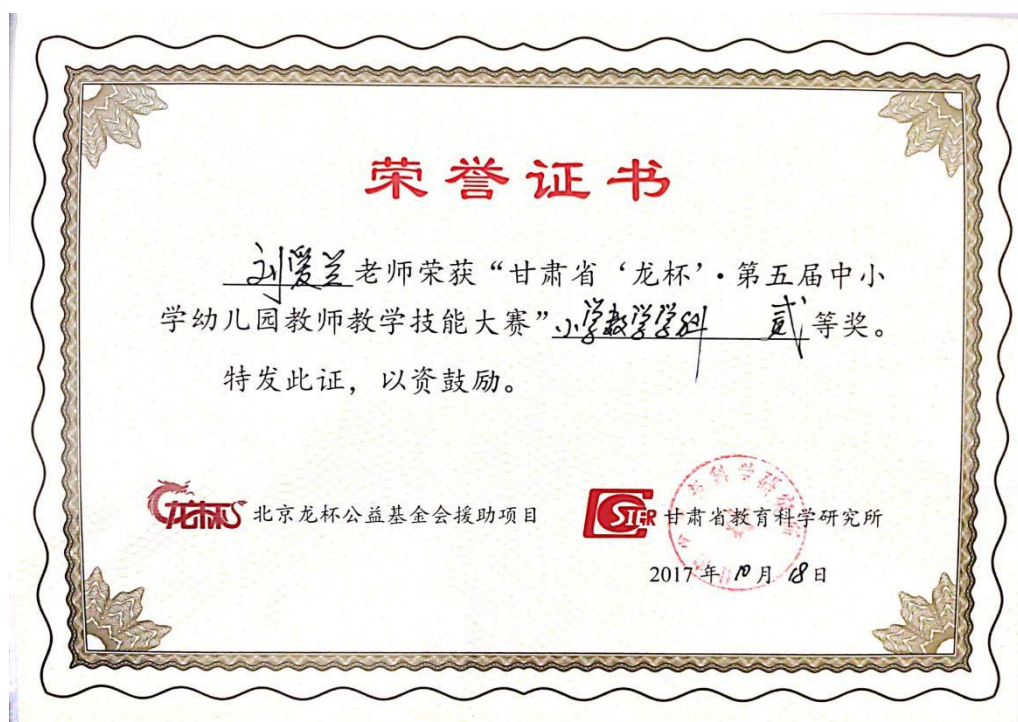 荣誉证书
刘爱兰老师荣获“甘肃省‘龙杯’·第五届中小
学幼儿园教师教学技能大赛”小学数学学科 贰等奖。
特发此证，以资鼓励。
龙杯 北京龙杯公益基金会援助项目
GSIER 甘肃省教育科学研究所
2017年10月18日